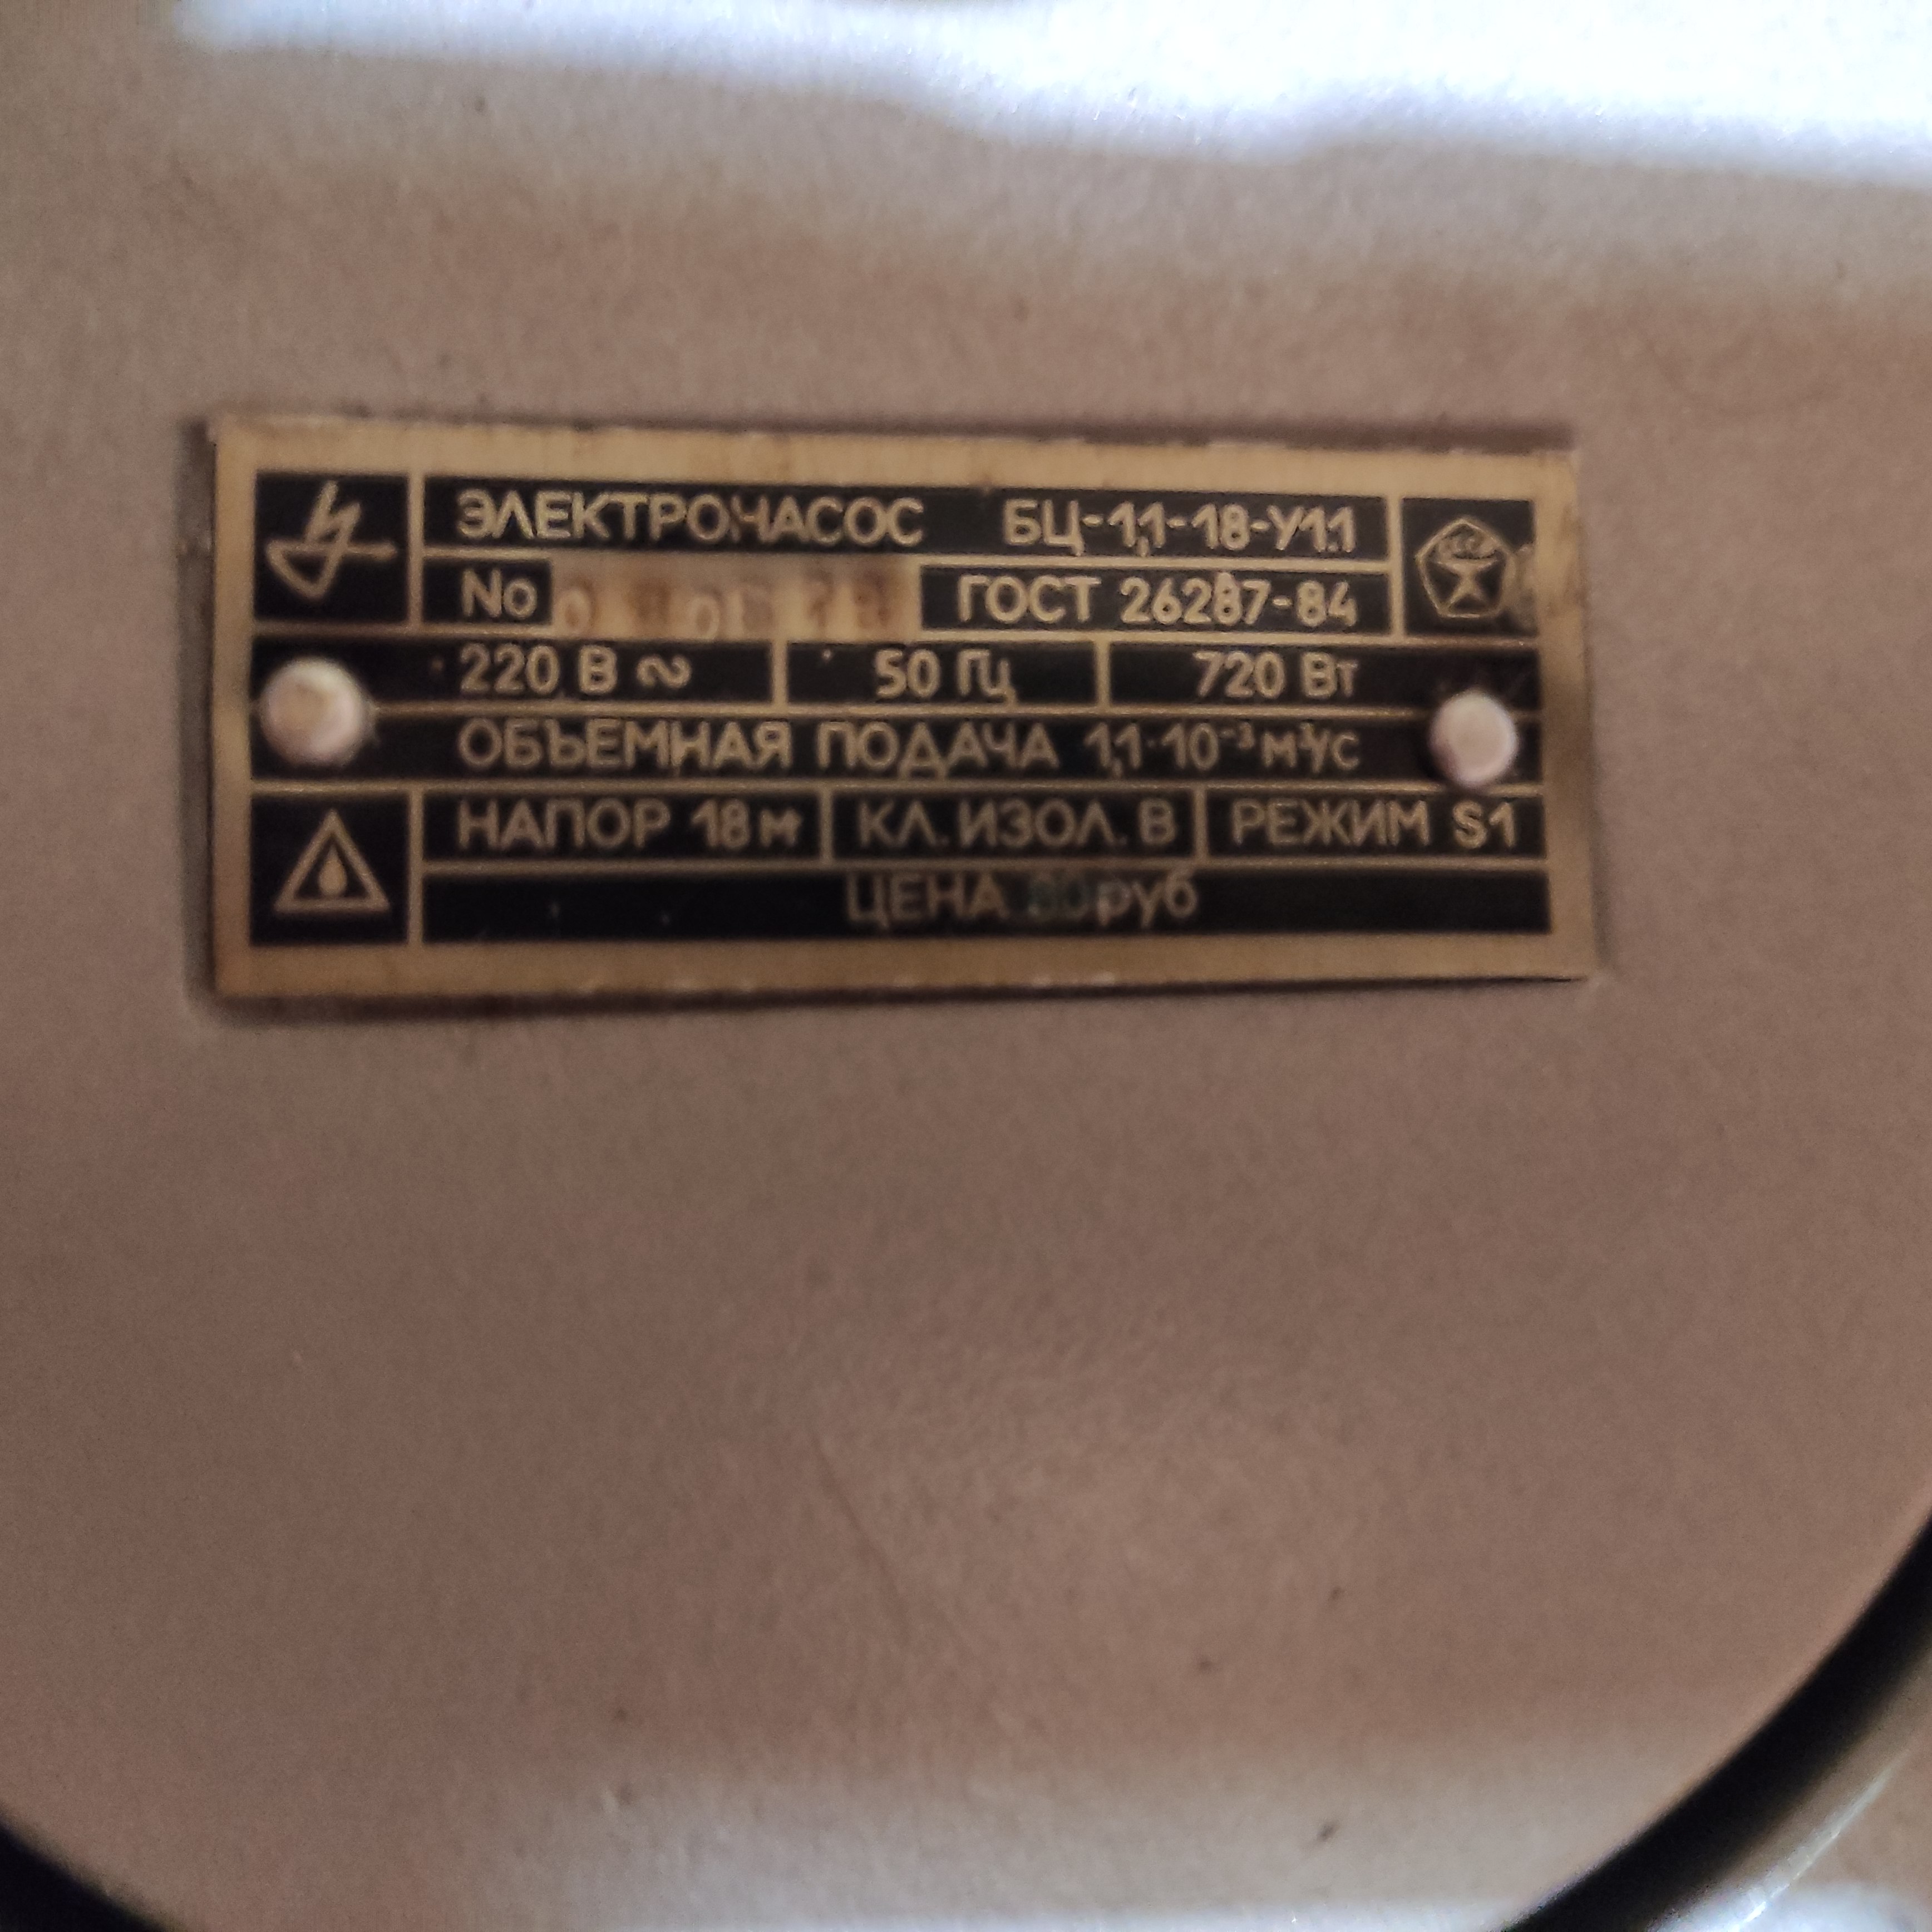 ЭЛЕКТРОНАСОС БЦ-1,1-18-У1.1
No ГОСТ 26287-84
220 В ~ 50 Гц 720 Вт
ОБЪЕМНАЯ ПОДАЧА 1,1·10⁻³ м³/с
НАПОР 18 м КЛ. ИЗОЛ. В РЕЖИМ S1
ЦЕНА 80 руб